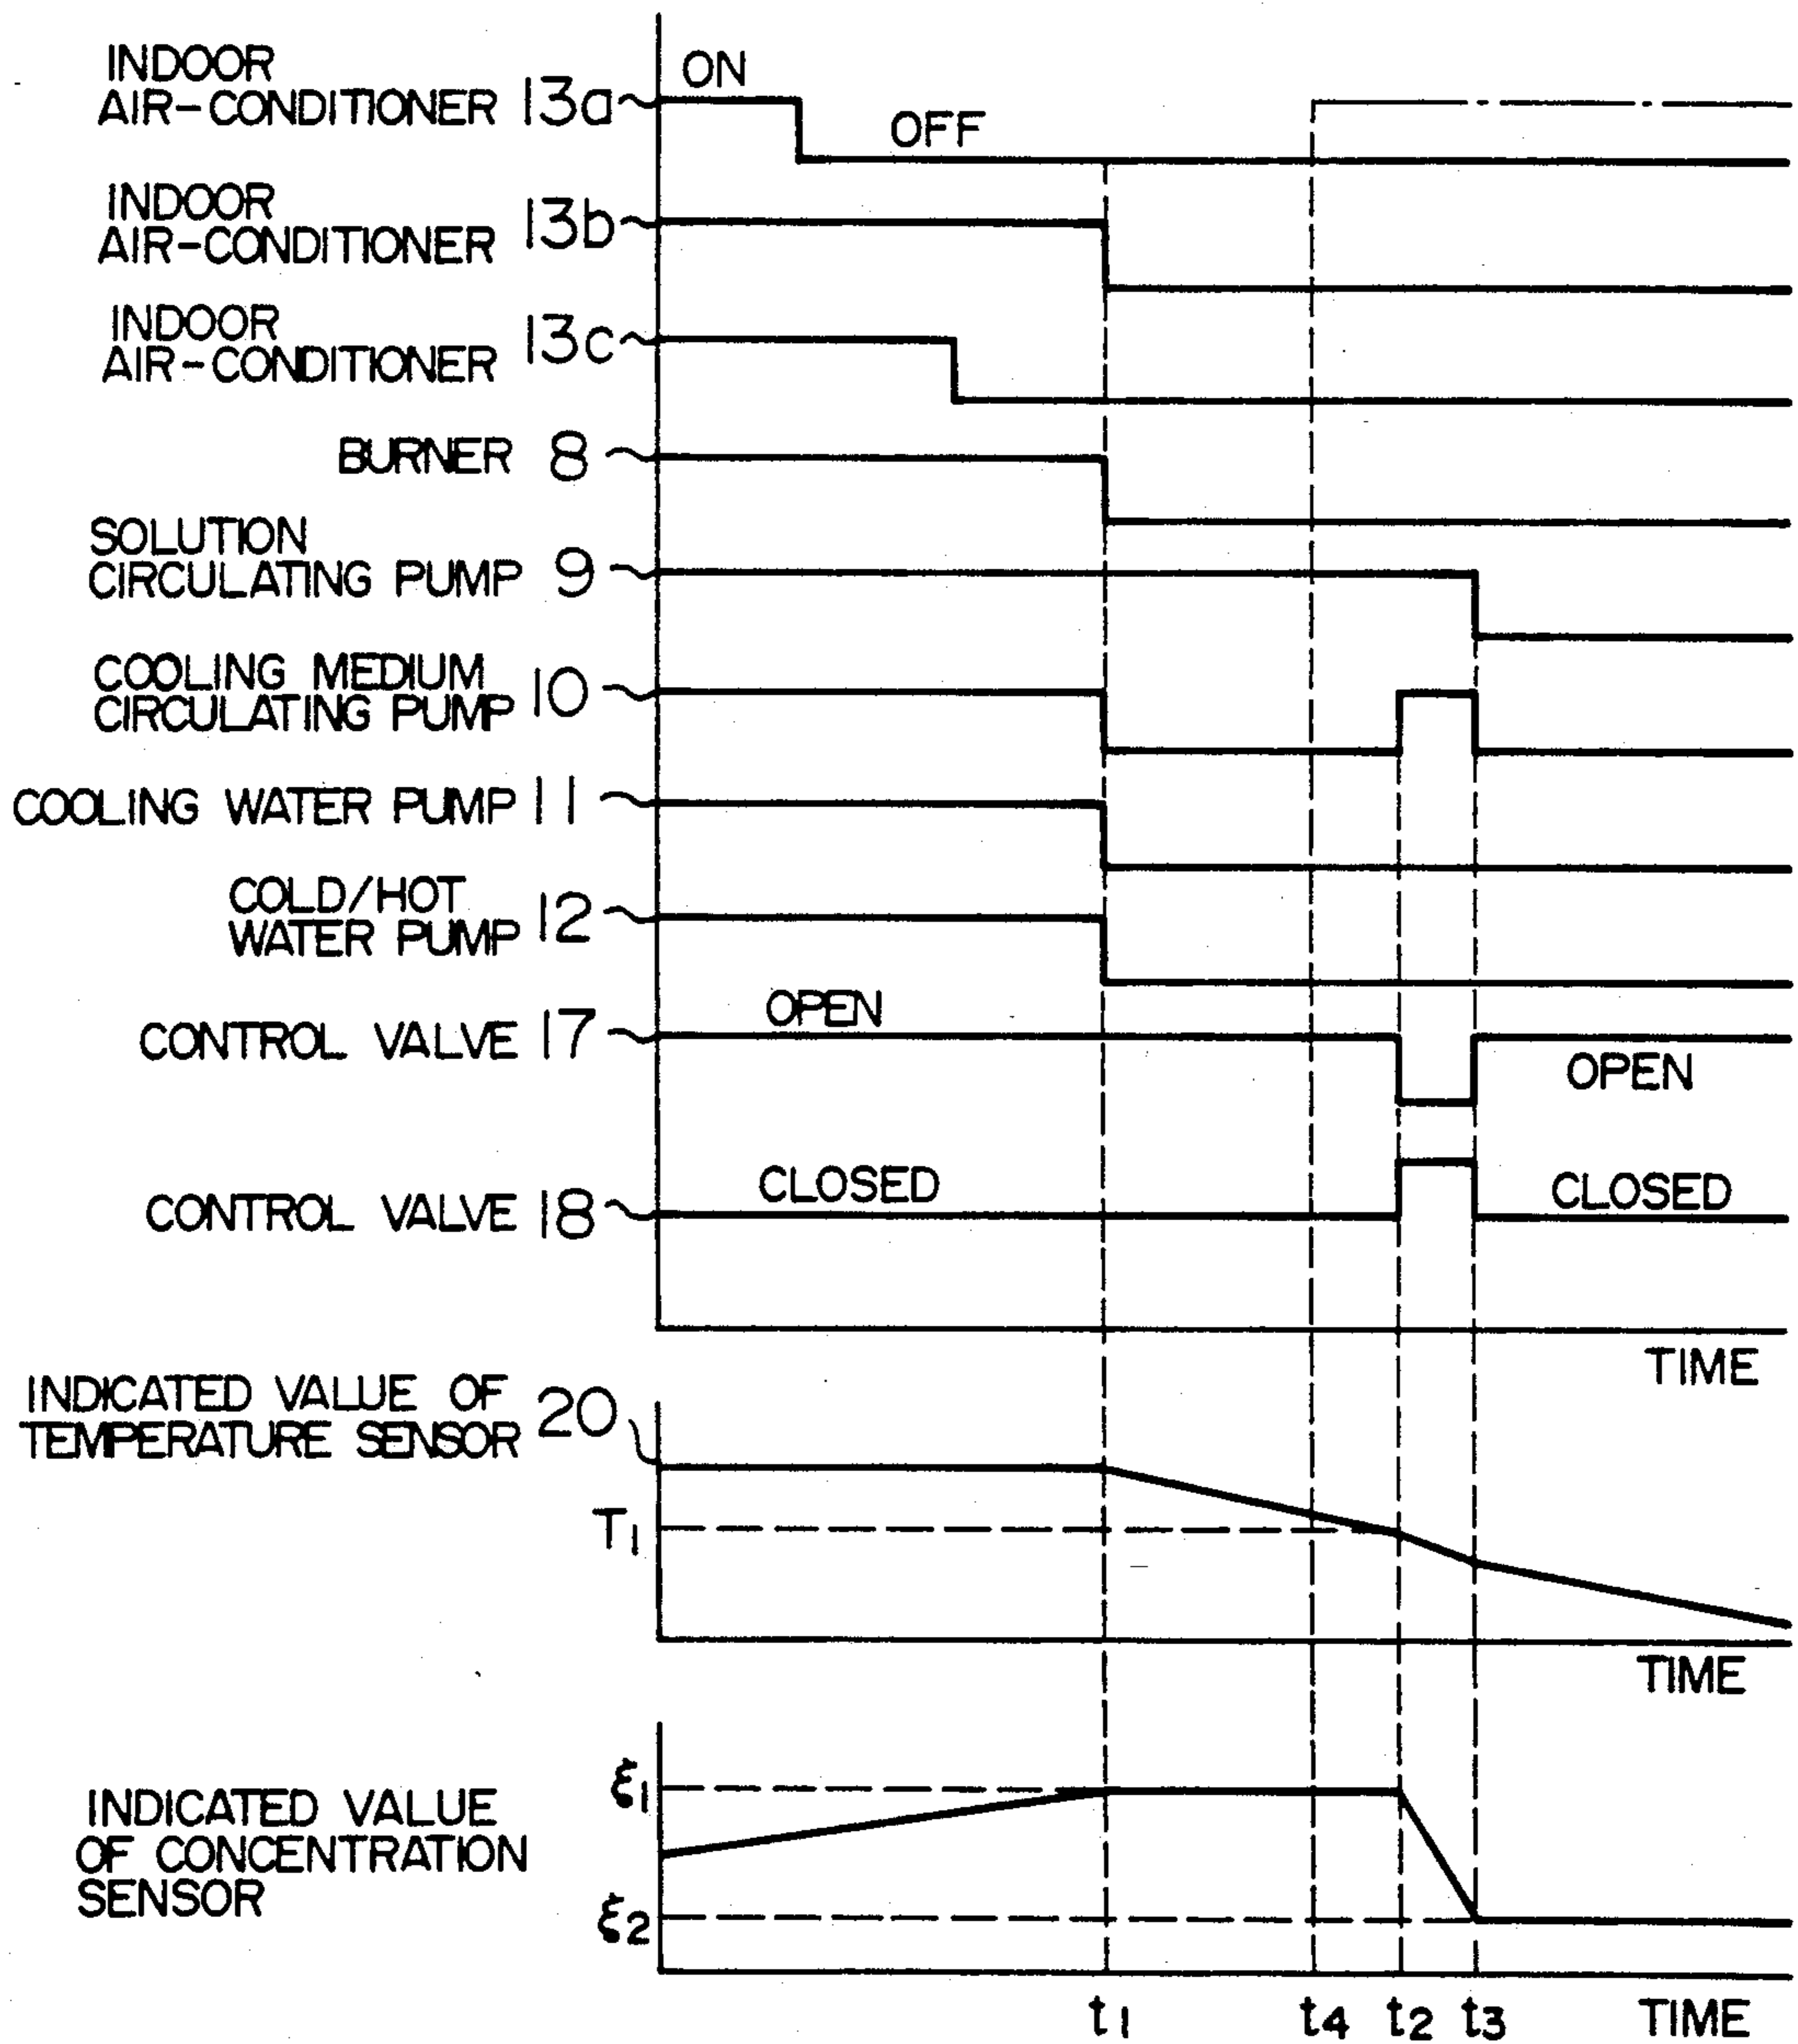 INDOOR
AIR-CONDITIONER 13a
ON
OFF
INDOOR
AIR-CONDITIONER 13b
INDOOR
AIR-CONDITIONER 13c
BURNER 8
SOLUTION
CIRCULATING PUMP 9
COOLING MEDIUM
CIRCULATING PUMP 10
COOLING WATER PUMP 11
COLD/HOT
WATER PUMP 12
OPEN
CONTROL VALVE 17
OPEN
CLOSED
CONTROL VALVE 18
CLOSED
TIME
INDICATED VALUE OF
TEMPERATURE SENSOR 20
T1
TIME
ξ1
INDICATED VALUE
OF CONCENTRATION
SENSOR
ξ2
t1 t4 t2 t3 TIME